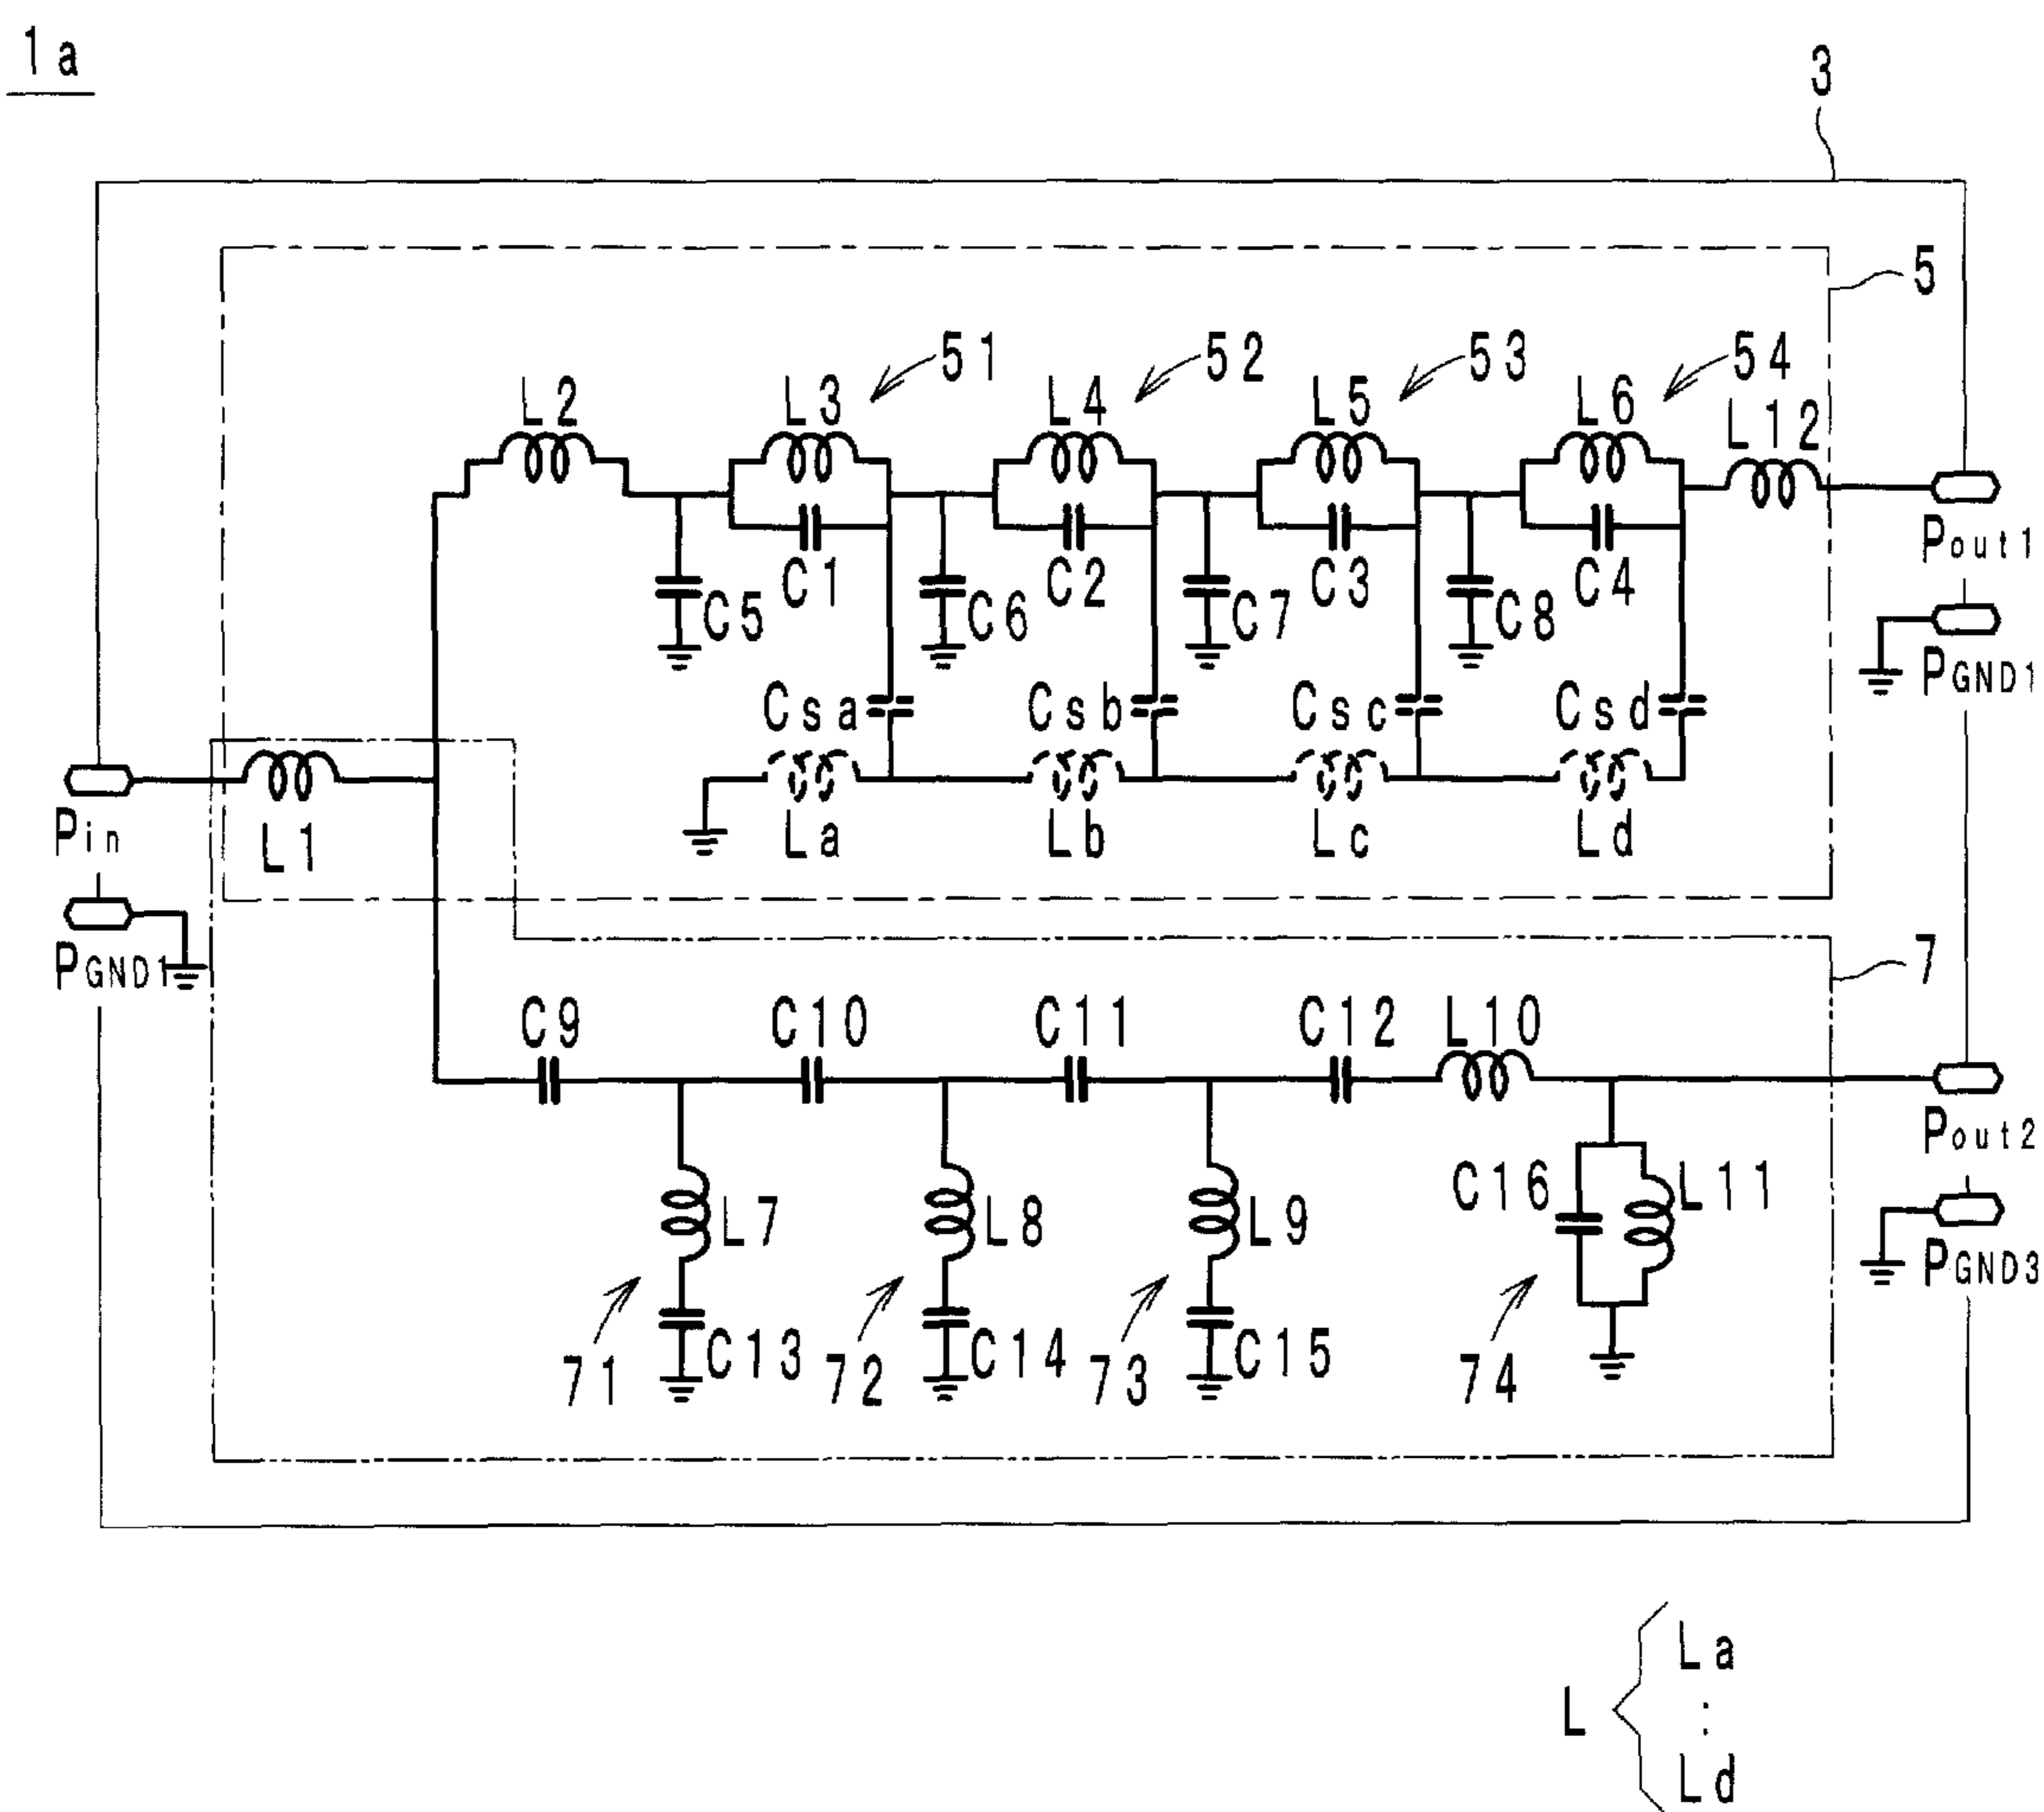 1a
3
5
51 52 53 54
L2 L3 L4 L5 L6 L12
Pout1
C1 C2 C3 C4
C5 C6 C7 C8
PGND1
Csa Csb Csc Csd
Pin
L1
La Lb Lc Ld
PGND1
7
C9 C10 C11 C12 L10
Pout2
C16 L11
L7 L8 L9
PGND3
C13 C14 C15
71 72 73 74
La
L :
Ld